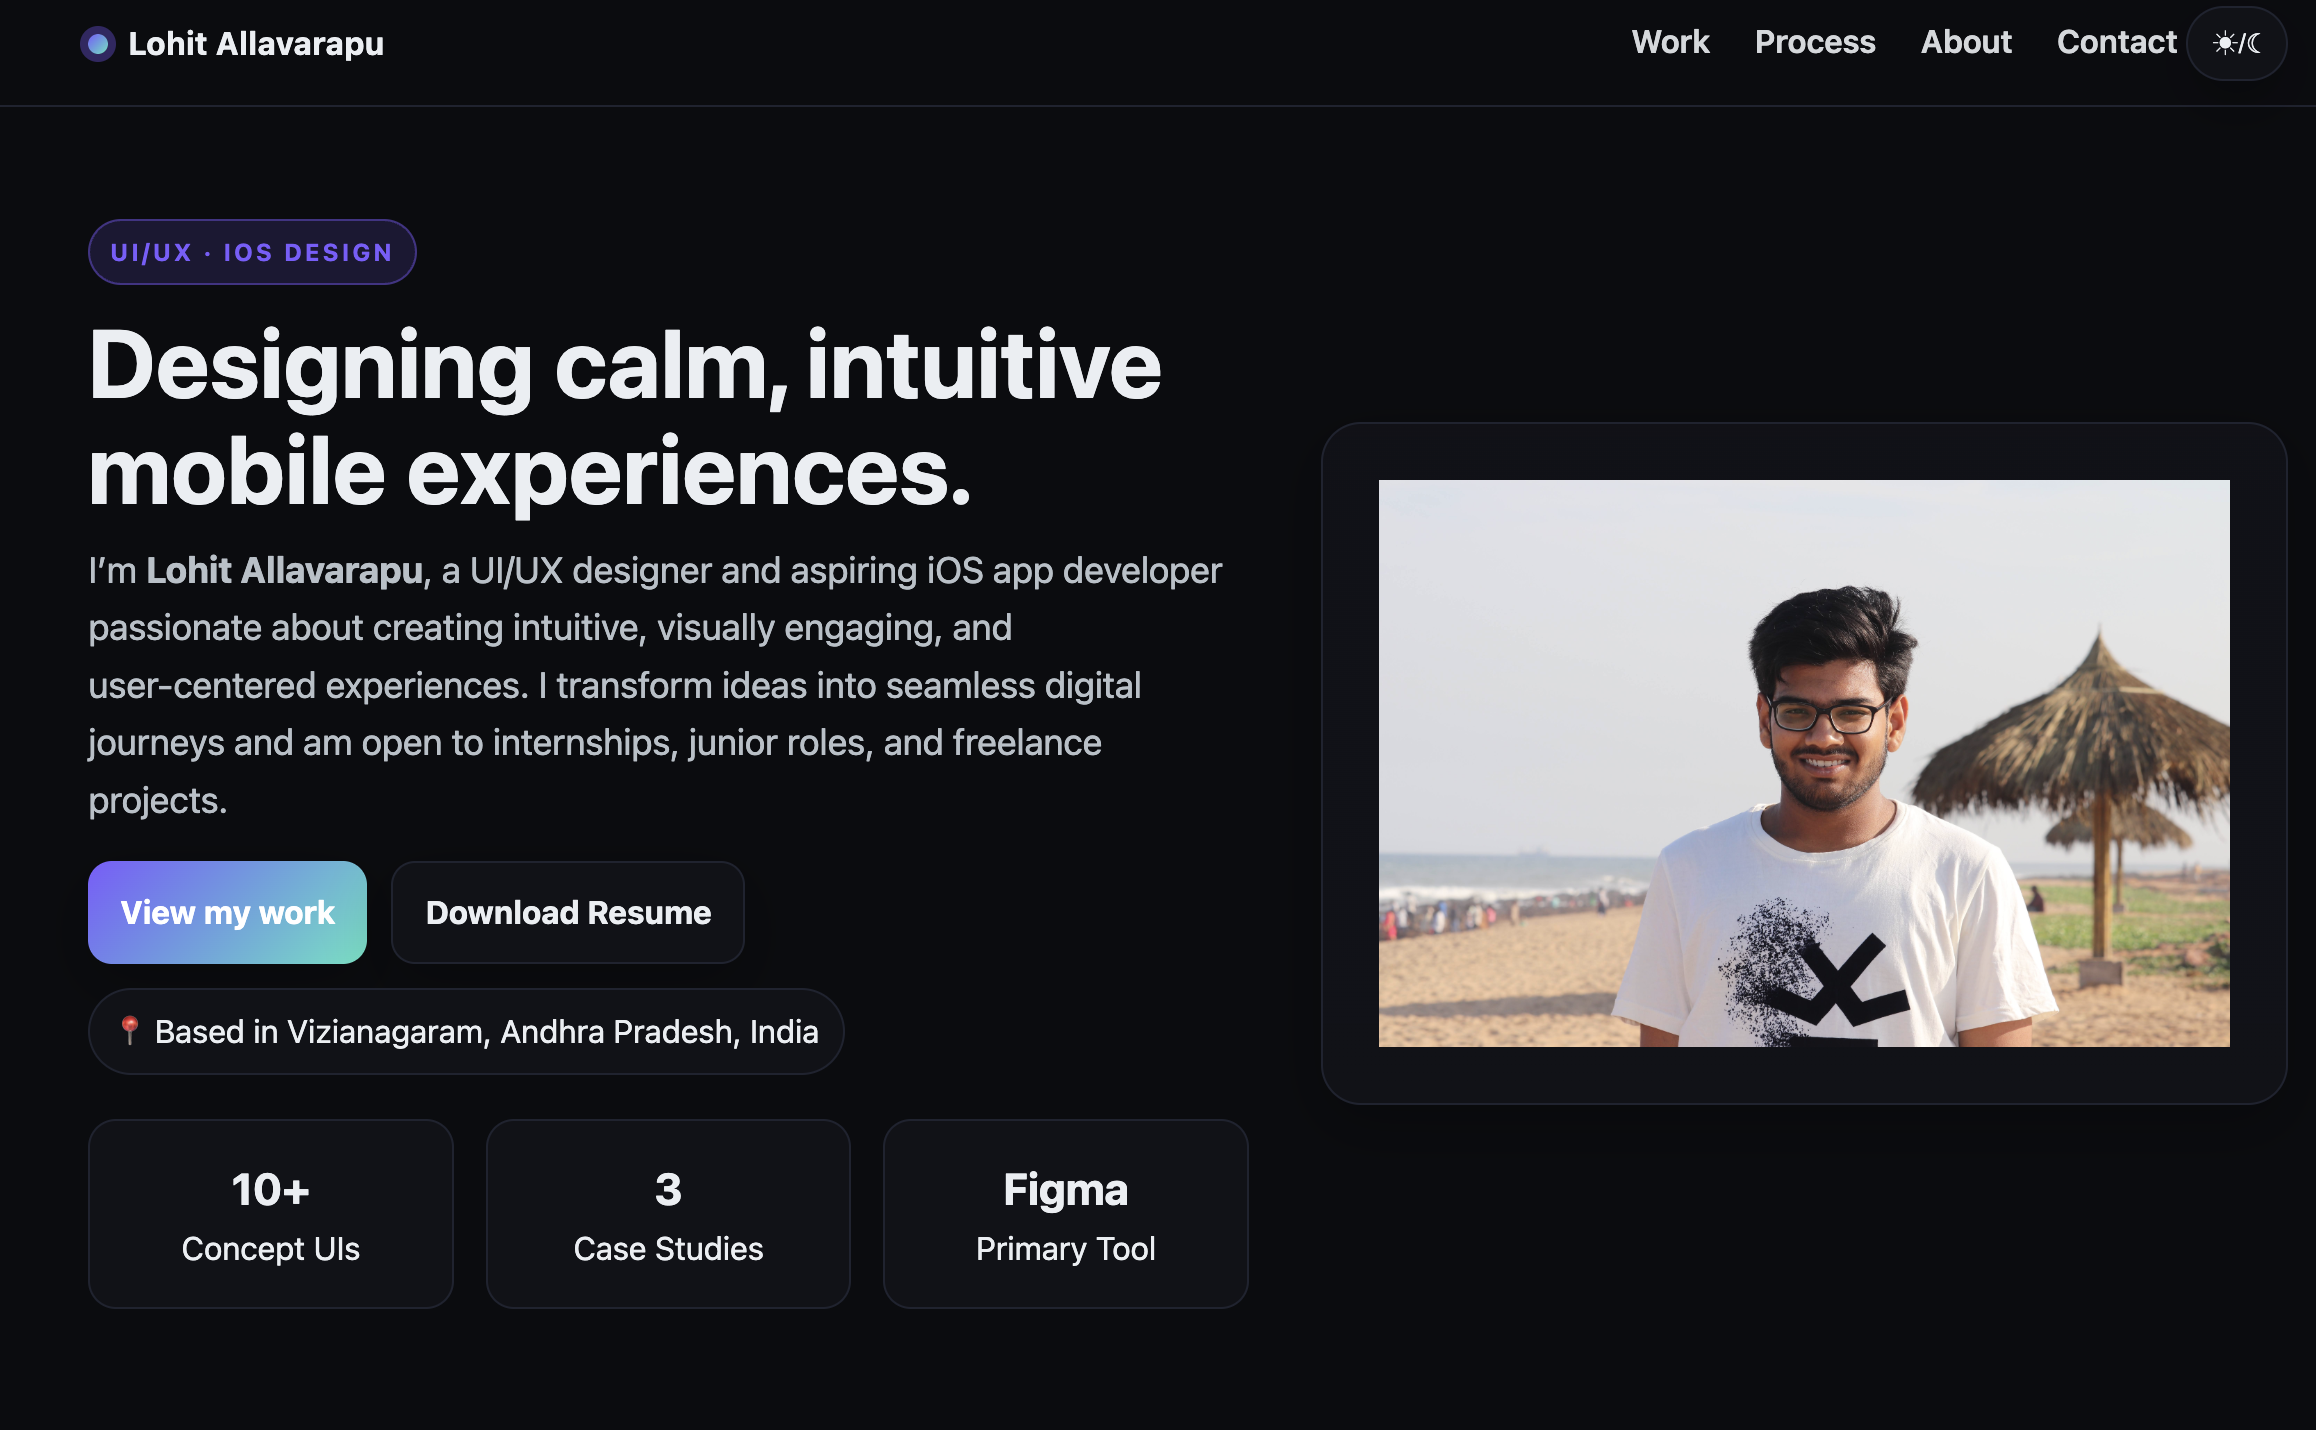 Lohit Allavarapu
Work Process About Contact ☀/☾
UI/UX · IOS DESIGN
Designing calm, intuitive
mobile experiences.
I’m Lohit Allavarapu, a UI/UX designer and aspiring iOS app developer
passionate about creating intuitive, visually engaging, and
user-centered experiences. I transform ideas into seamless digital
journeys and am open to internships, junior roles, and freelance
projects.
View my work
Download Resume
📍 Based in Vizianagaram, Andhra Pradesh, India
10+
Concept UIs
3
Case Studies
Figma
Primary Tool